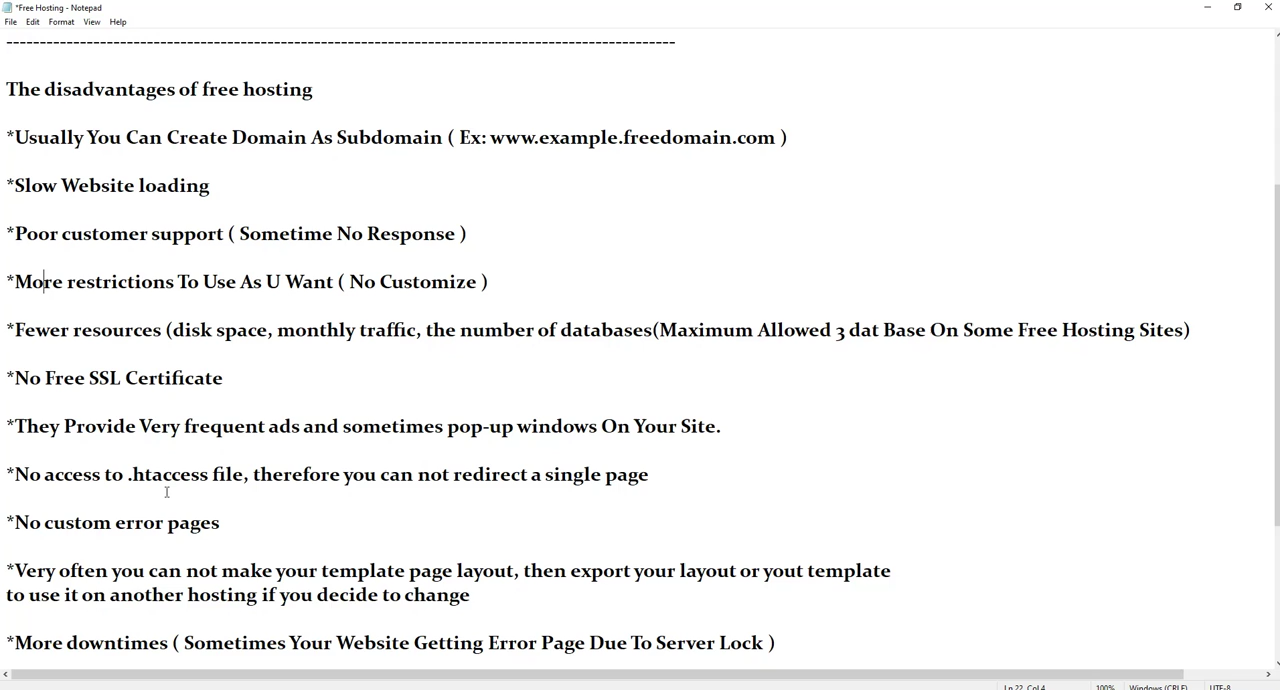 *Free Hosting - Notepad
File Edit Format View Help
----------------------------------------------------------------------------------------------------
The disadvantages of free hosting
*Usually You Can Create Domain As Subdomain ( Ex: www.example.freedomain.com )
*Slow Website loading
*Poor customer support ( Sometime No Response )
*More restrictions To Use As U Want ( No Customize )
*Fewer resources (disk space, monthly traffic, the number of databases(Maximum Allowed 3 dat Base On Some Free Hosting Sites)
*No Free SSL Certificate
*They Provide Very frequent ads and sometimes pop-up windows On Your Site.
*No access to .htaccess file, therefore you can not redirect a single page
*No custom error pages
*Very often you can not make your template page layout, then export your layout or yout template
to use it on another hosting if you decide to change
*More downtimes ( Sometimes Your Website Getting Error Page Due To Server Lock )
Ln 22, Col 4 100% Windows (CRLF) UTF-8